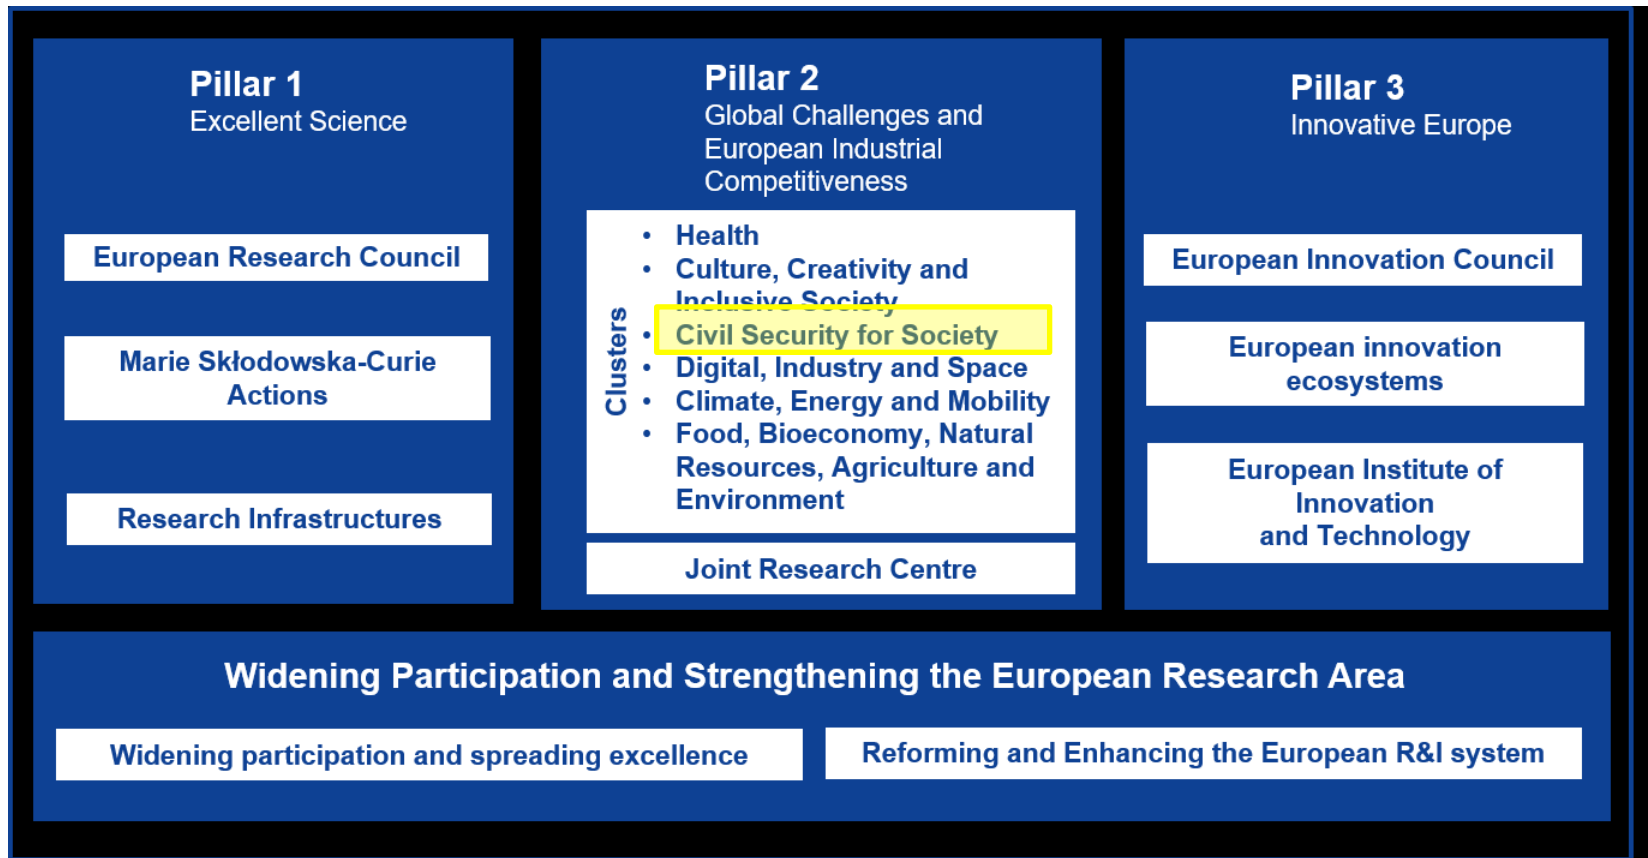 Pillar 1
Excellent Science
European Research Council
Marie Skłodowska-Curie
Actions
Research Infrastructures
Pillar 2
Global Challenges and
European Industrial
Competitiveness
Clusters
• Health
• Culture, Creativity and
Inclusive Society
• Civil Security for Society
• Digital, Industry and Space
• Climate, Energy and Mobility
• Food, Bioeconomy, Natural
Resources, Agriculture and
Environment
Joint Research Centre
Pillar 3
Innovative Europe
European Innovation Council
European innovation
ecosystems
European Institute of
Innovation
and Technology
Widening Participation and Strengthening the European Research Area
Widening participation and spreading excellence
Reforming and Enhancing the European R&I system